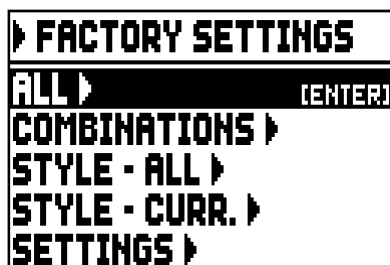 FACTORY SETTINGS
ALL [ENTER]
COMBINATIONS
STYLE - ALL
STYLE - CURR.
SETTINGS